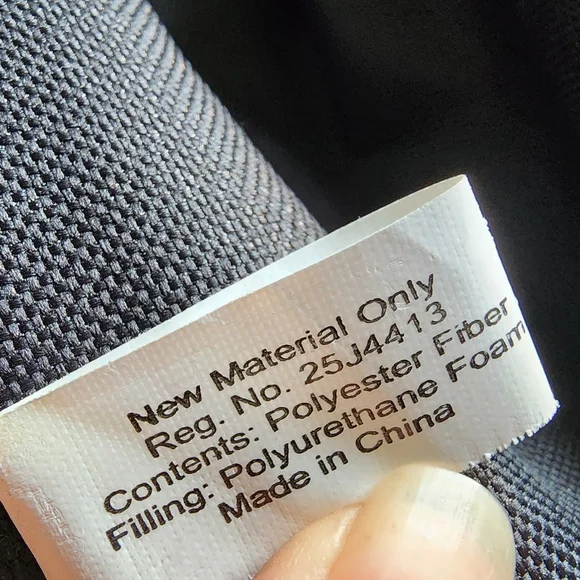 New Material Only
Reg. No. 25J4413
Contents: Polyester Fiber
Filling: Polyurethane Foam
Made in China